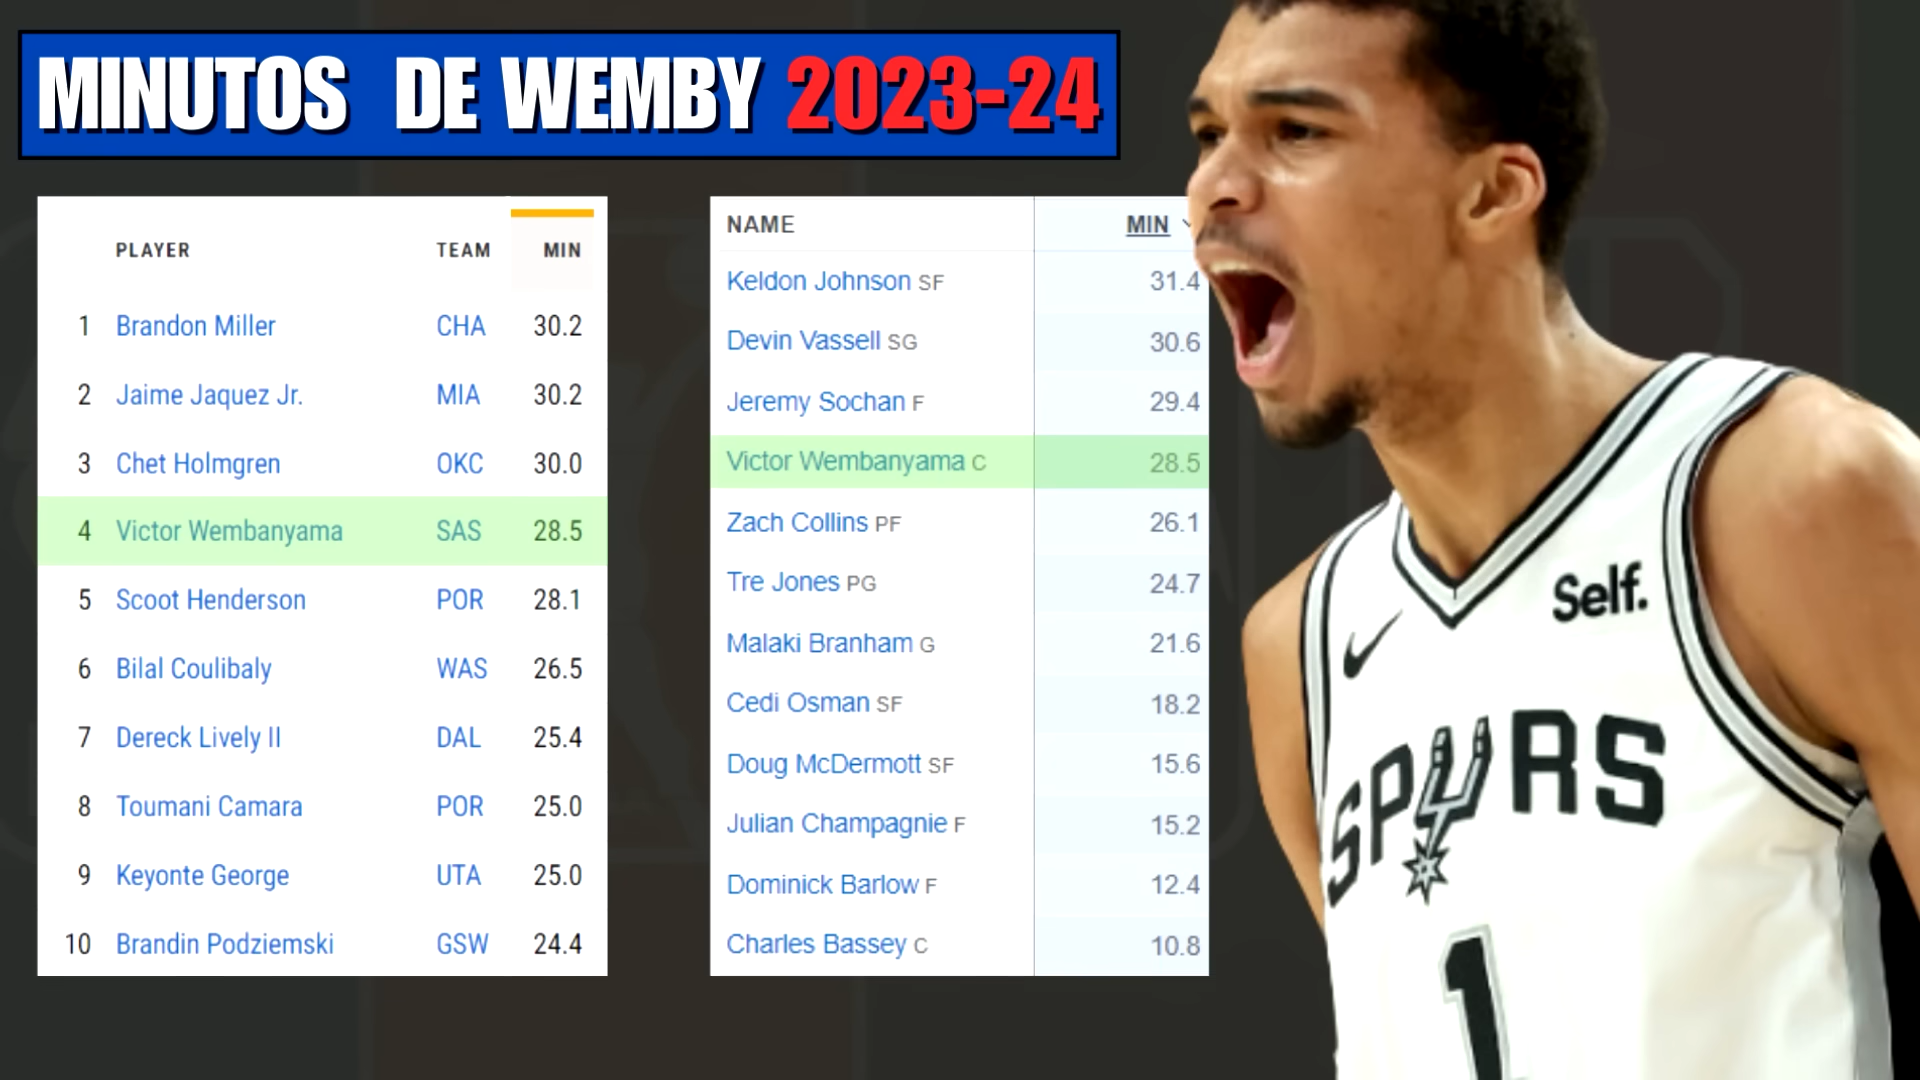 MINUTOS DE WEMBY 2023-24
PLAYER TEAM MIN
1 Brandon Miller CHA 30.2
2 Jaime Jaquez Jr. MIA 30.2
3 Chet Holmgren OKC 30.0
4 Victor Wembanyama SAS 28.5
5 Scoot Henderson POR 28.1
6 Bilal Coulibaly WAS 26.5
7 Dereck Lively II DAL 25.4
8 Toumani Camara POR 25.0
9 Keyonte George UTA 25.0
10 Brandin Podziemski GSW 24.4
NAME MIN
Keldon Johnson SF 31.4
Devin Vassell SG 30.6
Jeremy Sochan F 29.4
Victor Wembanyama C 28.5
Zach Collins PF 26.1
Tre Jones PG 24.7
Malaki Branham G 21.6
Cedi Osman SF 18.2
Doug McDermott SF 15.6
Julian Champagnie F 15.2
Dominick Barlow F 12.4
Charles Bassey C 10.8
Self.
SPURS
1